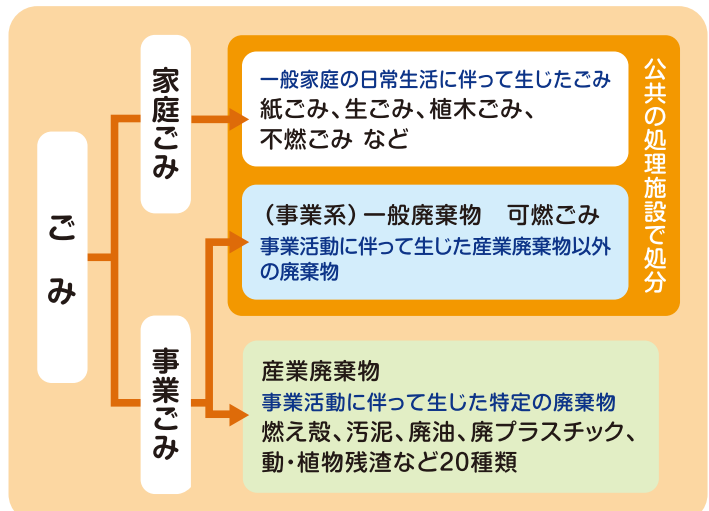 ごみ
家庭ごみ
一般家庭の日常生活に伴って生じたごみ
紙ごみ、生ごみ、植木ごみ、
不燃ごみ など
（事業系）一般廃棄物　可燃ごみ
事業活動に伴って生じた産業廃棄物以外
の廃棄物
公共の処理施設で処分
事業ごみ
産業廃棄物
事業活動に伴って生じた特定の廃棄物
燃え殻、汚泥、廃油、廃プラスチック、
動・植物残渣など20種類